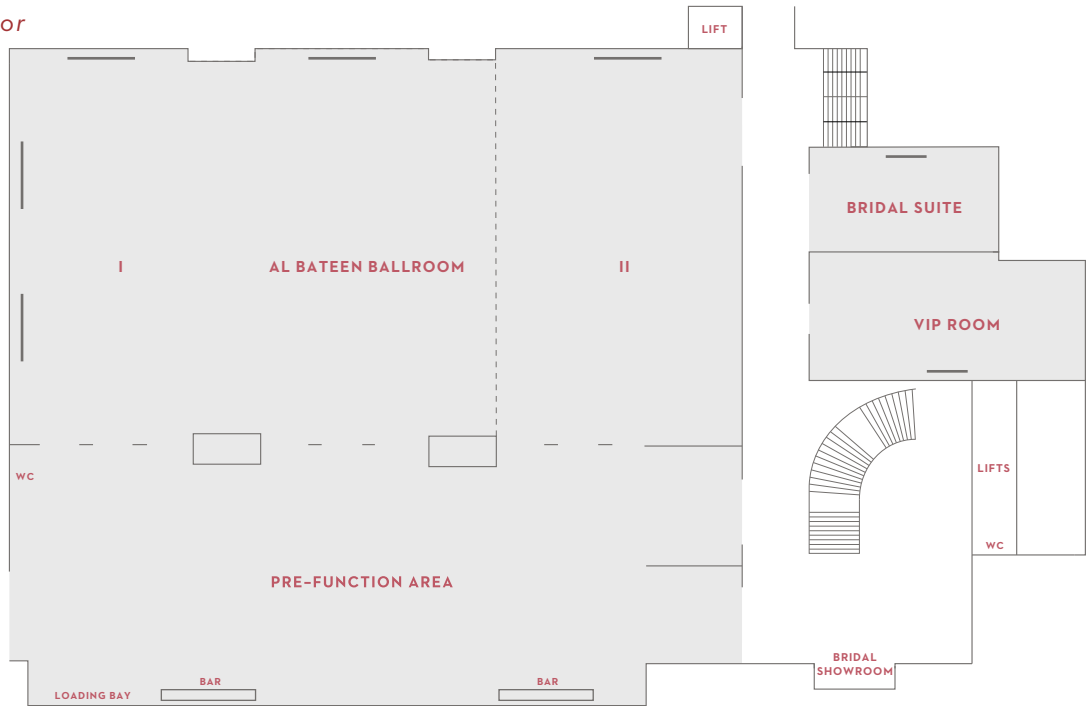 or
LIFT
BRIDAL SUITE
I
AL BATEEN BALLROOM
II
VIP ROOM
WC
LIFTS
WC
PRE–FUNCTION AREA
BRIDAL
SHOWROOM
LOADING BAY
BAR
BAR